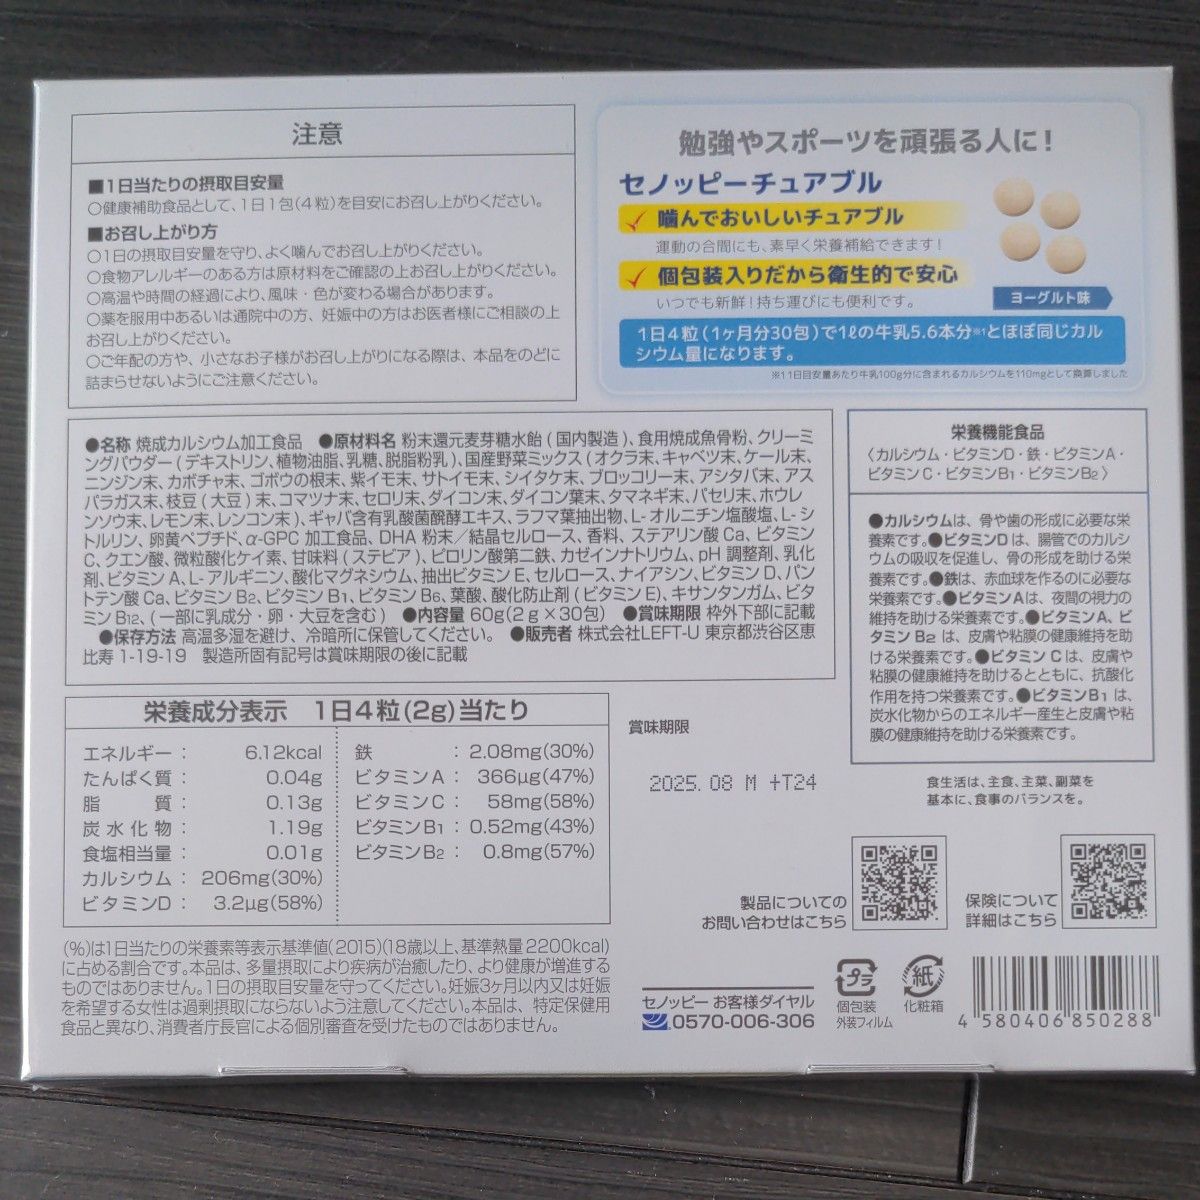 注意
■1日当たりの摂取目安量
○健康補助食品として、1日1包(4粒)を目安にお召し上がりください。
■お召し上がり方
○1日の摂取目安量を守り、よく噛んでお召し上がりください。
○食物アレルギーのある方は原材料をご確認の上お召し上がりください。
○高温や時間の経過により、風味・色が変わる場合があります。
○薬を服用中あるいは通院中の方、妊娠中の方はお医者様にご相談の上
お召し上がりください。
○ご年配の方や、小さなお子様がお召し上がりになる際は、本品をのどに
詰まらせないようにご注意ください。
勉強やスポーツを頑張る人に!
セノッピーチュアブル
噛んでおいしいチュアブル
運動の合間にも、素早く栄養補給できます!
個包装入りだから衛生的で安心
いつでも新鮮!持ち運びにも便利です。
ヨーグルト味
1日4粒(1ヶ月分30包)で1ℓの牛乳5.6本分※1とほぼ同じカル
シウム量になります。
※1 1日目安量あたり牛乳100g分に含まれるカルシウムを110mgとして換算しました
●名称 焼成カルシウム加工食品 ●原材料名 粉末還元麦芽糖水飴(国内製造)、食用焼成魚骨粉、クリーミ
ングパウダー(デキストリン、植物油脂、乳糖、脱脂粉乳)、国産野菜ミックス(オクラ末、キャベツ末、ケール末、
ニンジン末、カボチャ末、ゴボウの根末、紫イモ末、サトイモ末、シイタケ末、ブロッコリー末、アシタバ末、アス
パラガス末、枝豆(大豆)末、コマツナ末、セロリ末、ダイコン末、ダイコン葉末、タマネギ末、パセリ末、ホウレ
ンソウ末、レモン末、レンコン末)、ギャバ含有乳酸菌醗酵エキス、ラフマ葉抽出物、L-オルニチン塩酸塩、L-シ
トルリン、卵黄ペプチド、α-GPC加工食品、DHA粉末/結晶セルロース、香料、ステアリン酸Ca、ビタミン
C、クエン酸、微粒酸化ケイ素、甘味料(ステビア)、ピロリン酸第二鉄、カゼインナトリウム、pH調整剤、乳化
剤、ビタミンA、L-アルギニン、酸化マグネシウム、抽出ビタミンE、セルロース、ナイアシン、ビタミンD、パン
トテン酸Ca、ビタミンB2、ビタミンB1、ビタミンB6、葉酸、酸化防止剤(ビタミンE)、キサンタンガム、ビタ
ミンB12、(一部に乳成分・卵・大豆を含む) ●内容量 60g(2g×30包) ●賞味期限 枠外下部に記載
●保存方法 高温多湿を避け、冷暗所に保管してください。 ●販売者 株式会社LEFT-U 東京都渋谷区恵
比寿1-19-19 製造所固有記号は賞味期限の後に記載
栄養機能食品
〈カルシウム・ビタミンD・鉄・ビタミンA・
ビタミンC・ビタミンB1・ビタミンB2〉
●カルシウムは、骨や歯の形成に必要な栄
養素です。●ビタミンDは、腸管でのカルシ
ウムの吸収を促進し、骨の形成を助ける栄
養素です。●鉄は、赤血球を作るのに必要な
栄養素です。●ビタミンAは、夜間の視力の
維持を助ける栄養素です。●ビタミンA、ビ
タミンB2は、皮膚や粘膜の健康維持を助
ける栄養素です。●ビタミンCは、皮膚や
粘膜の健康維持を助けるとともに、抗酸化
作用を持つ栄養素です。●ビタミンB1は、
炭水化物からのエネルギー産生と皮膚や粘
膜の健康維持を助ける栄養素です。
食生活は、主食、主菜、副菜を
基本に、食事のバランスを。
栄養成分表示 1日4粒(2g)当たり
エネルギー: 6.12kcal
たんぱく質: 0.04g
脂質: 0.13g
炭水化物: 1.19g
食塩相当量: 0.01g
カルシウム: 206mg(30%)
ビタミンD: 3.2μg(58%)
鉄: 2.08mg(30%)
ビタミンA: 366μg(47%)
ビタミンC: 58mg(58%)
ビタミンB1: 0.52mg(43%)
ビタミンB2: 0.8mg(57%)
(%)は1日当たりの栄養素等表示基準値(2015)(18歳以上、基準熱量2200kcal)
に占める割合です。本品は、多量摂取により疾病が治癒したり、より健康が増進する
ものではありません。1日の摂取目安量を守ってください。妊娠3ヶ月以内又は妊娠
を希望する女性は過剰摂取にならないよう注意してください。本品は、特定保健用
食品と異なり、消費者庁長官による個別審査を受けたものではありません。
賞味期限
2025.08 M +T24
製品についての
お問い合わせはこちら
保険について
詳細はこちら
セノッピー お客様ダイヤル
0570-006-306
プラ
個包装
外装フィルム
紙
化粧箱
4 580406 850288